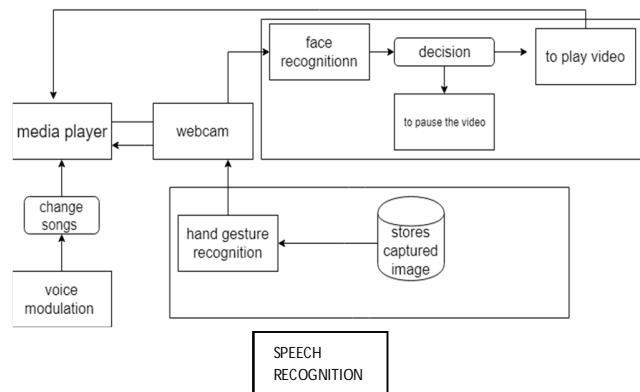 face
recognitionn
decision
to play video
media player
webcam
to pause the video
change
songs
hand gesture
recognition
stores
captured
image
voice
modulation
SPEECH
RECOGNITION